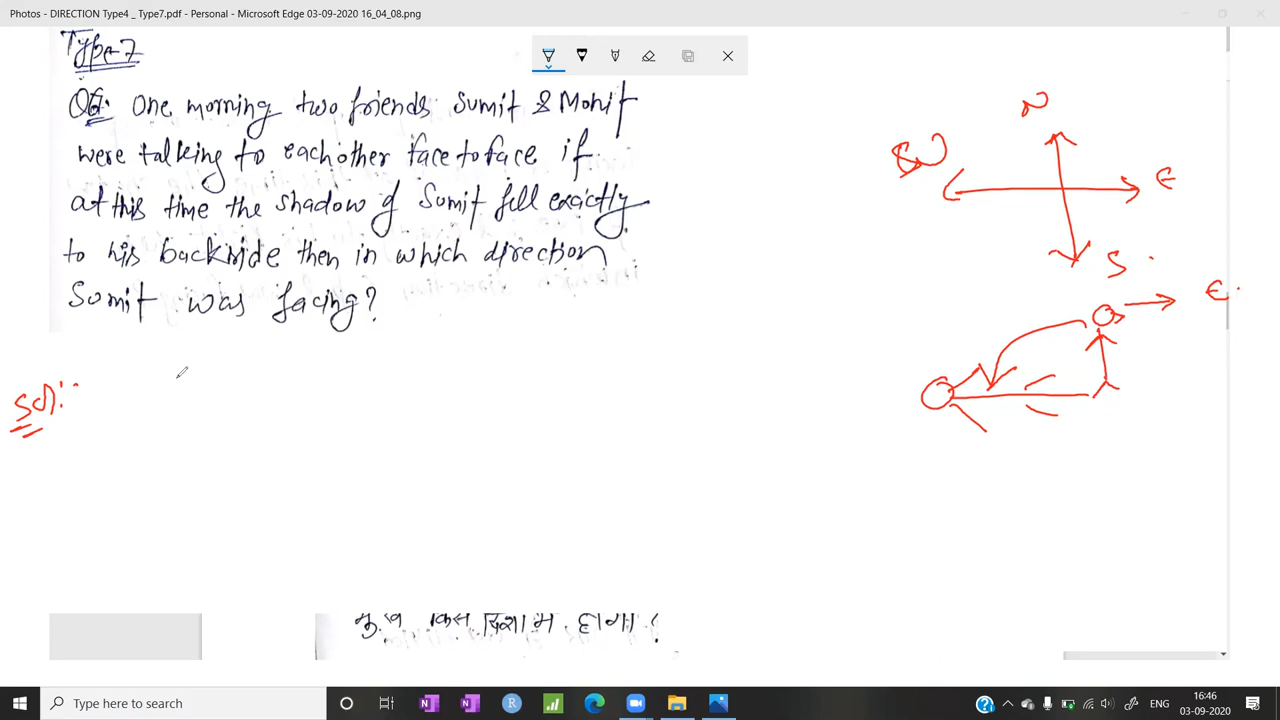 Photos - DIRECTION Type4 _ Type7.pdf - Personal - Microsoft Edge 03-09-2020 16_04_08.png
Type-7
Q67. One morning two friends Sumit & Mohit
were talking to each other face to face if
at this time the shadow of Sumit fell exactly
to his backside then in which direction
Sumit was facing?
N
W
E
S
E
Sol:-
किस दिशा में होगा?
Type here to search
ENG
16:46
03-09-2020